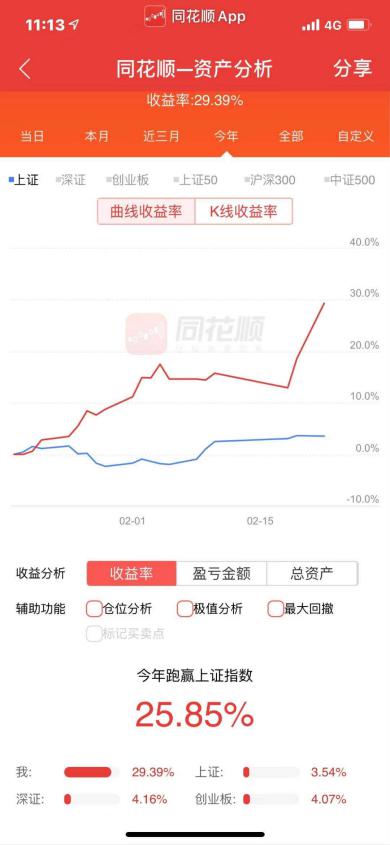 11:13 同花顺App 4G
同花顺—资产分析 分享
收益率:29.39%
当日 本月 近三月 今年 全部 自定义
上证 深证 创业板 上证50 沪深300 中证500
曲线收益率 K线收益率
40.0%
30.0%
同花顺
20.0%
10.0%
0.0%
-10.0%
02-01 02-15
收益分析 收益率 盈亏金额 总资产
辅助功能 仓位分析 极值分析 最大回撤
标记买卖点
今年跑赢上证指数
25.85%
我: 29.39% 上证: 3.54%
深证: 4.16% 创业板: 4.07%